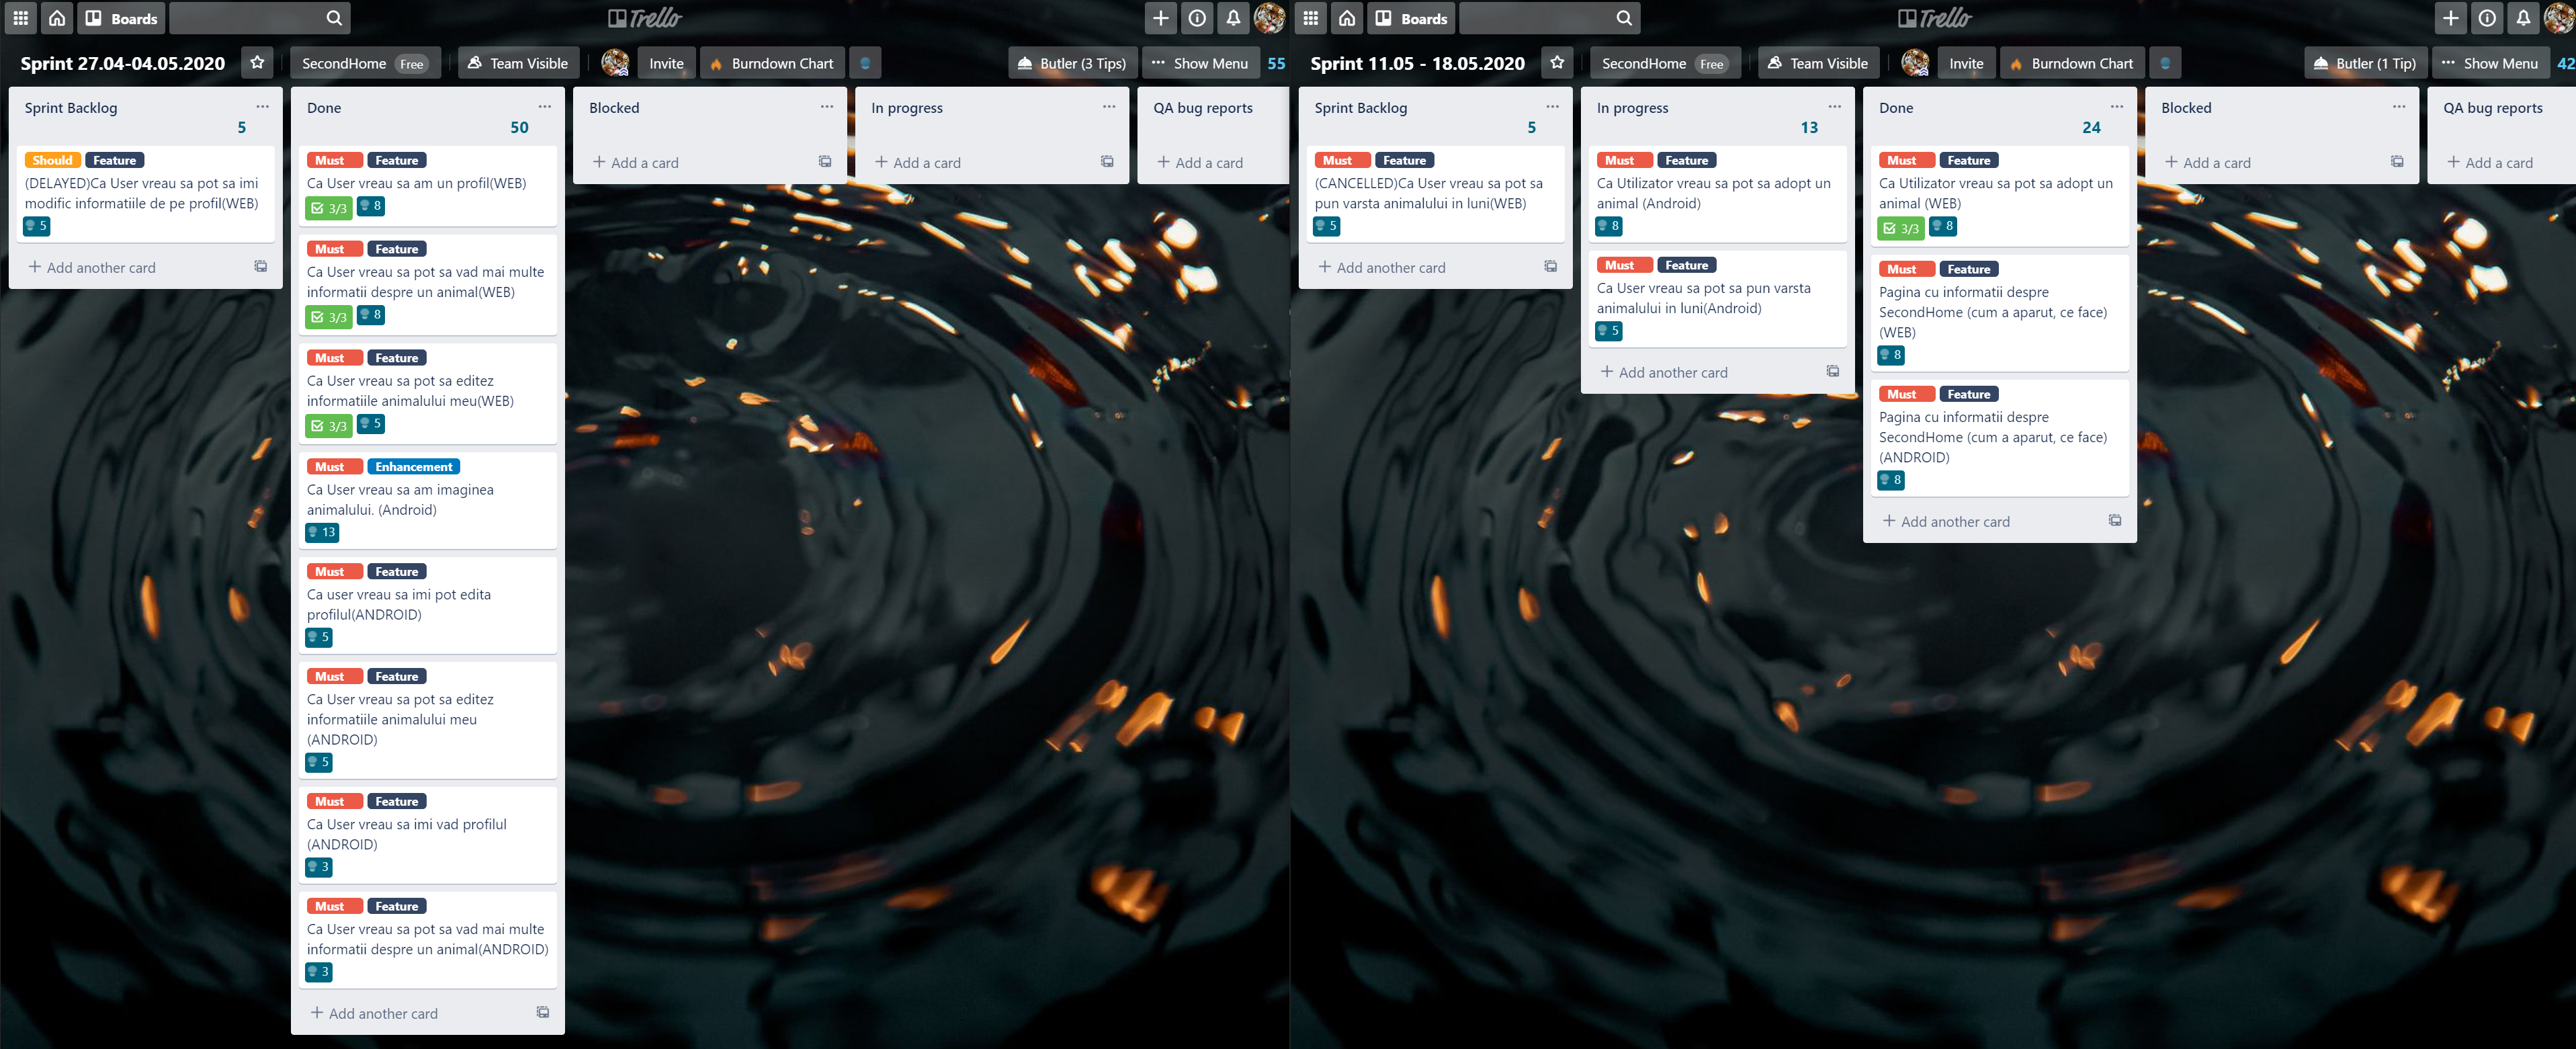 Boards
Trello
Sprint 27.04-04.05.2020
SecondHome Free
Team Visible
Invite
Burndown Chart
Butler (3 Tips)
Show Menu
55
Sprint Backlog
5
Should Feature
(DELAYED)Ca User vreau sa pot sa imi
modific informatiile de pe profil(WEB)
5
+ Add another card
Done
50
Must Feature
Ca User vreau sa am un profil(WEB)
3/3 8
Must Feature
Ca User vreau sa pot sa vad mai multe
informatii despre un animal(WEB)
3/3 8
Must Feature
Ca User vreau sa pot sa editez
informatiile animalului meu(WEB)
3/3 5
Must Enhancement
Ca User vreau sa am imaginea
animalului. (Android)
13
Must Feature
Ca user vreau sa imi pot edita
profilul(ANDROID)
5
Must Feature
Ca User vreau sa pot sa editez
informatiile animalului meu
(ANDROID)
5
Must Feature
Ca User vreau sa imi vad profilul
(ANDROID)
3
Must Feature
Ca User vreau sa pot sa vad mai multe
informatii despre un animal(ANDROID)
3
+ Add another card
Blocked
+ Add a card
In progress
+ Add a card
QA bug reports
+ Add a card
Boards
Trello
Sprint 11.05 - 18.05.2020
SecondHome Free
Team Visible
Invite
Burndown Chart
Butler (1 Tip)
Show Menu
42
Sprint Backlog
5
Must Feature
(CANCELLED)Ca User vreau sa pot sa
pun varsta animalului in luni(WEB)
5
+ Add another card
In progress
13
Must Feature
Ca Utilizator vreau sa pot sa adopt un
animal (Android)
8
Must Feature
Ca User vreau sa pot sa pun varsta
animalului in luni(Android)
5
+ Add another card
Done
24
Must Feature
Ca Utilizator vreau sa pot sa adopt un
animal (WEB)
3/3 8
Must Feature
Pagina cu informatii despre
SecondHome (cum a aparut, ce face)
(WEB)
8
Must Feature
Pagina cu informatii despre
SecondHome (cum a aparut, ce face)
(ANDROID)
8
+ Add another card
Blocked
+ Add a card
QA bug reports
+ Add a card